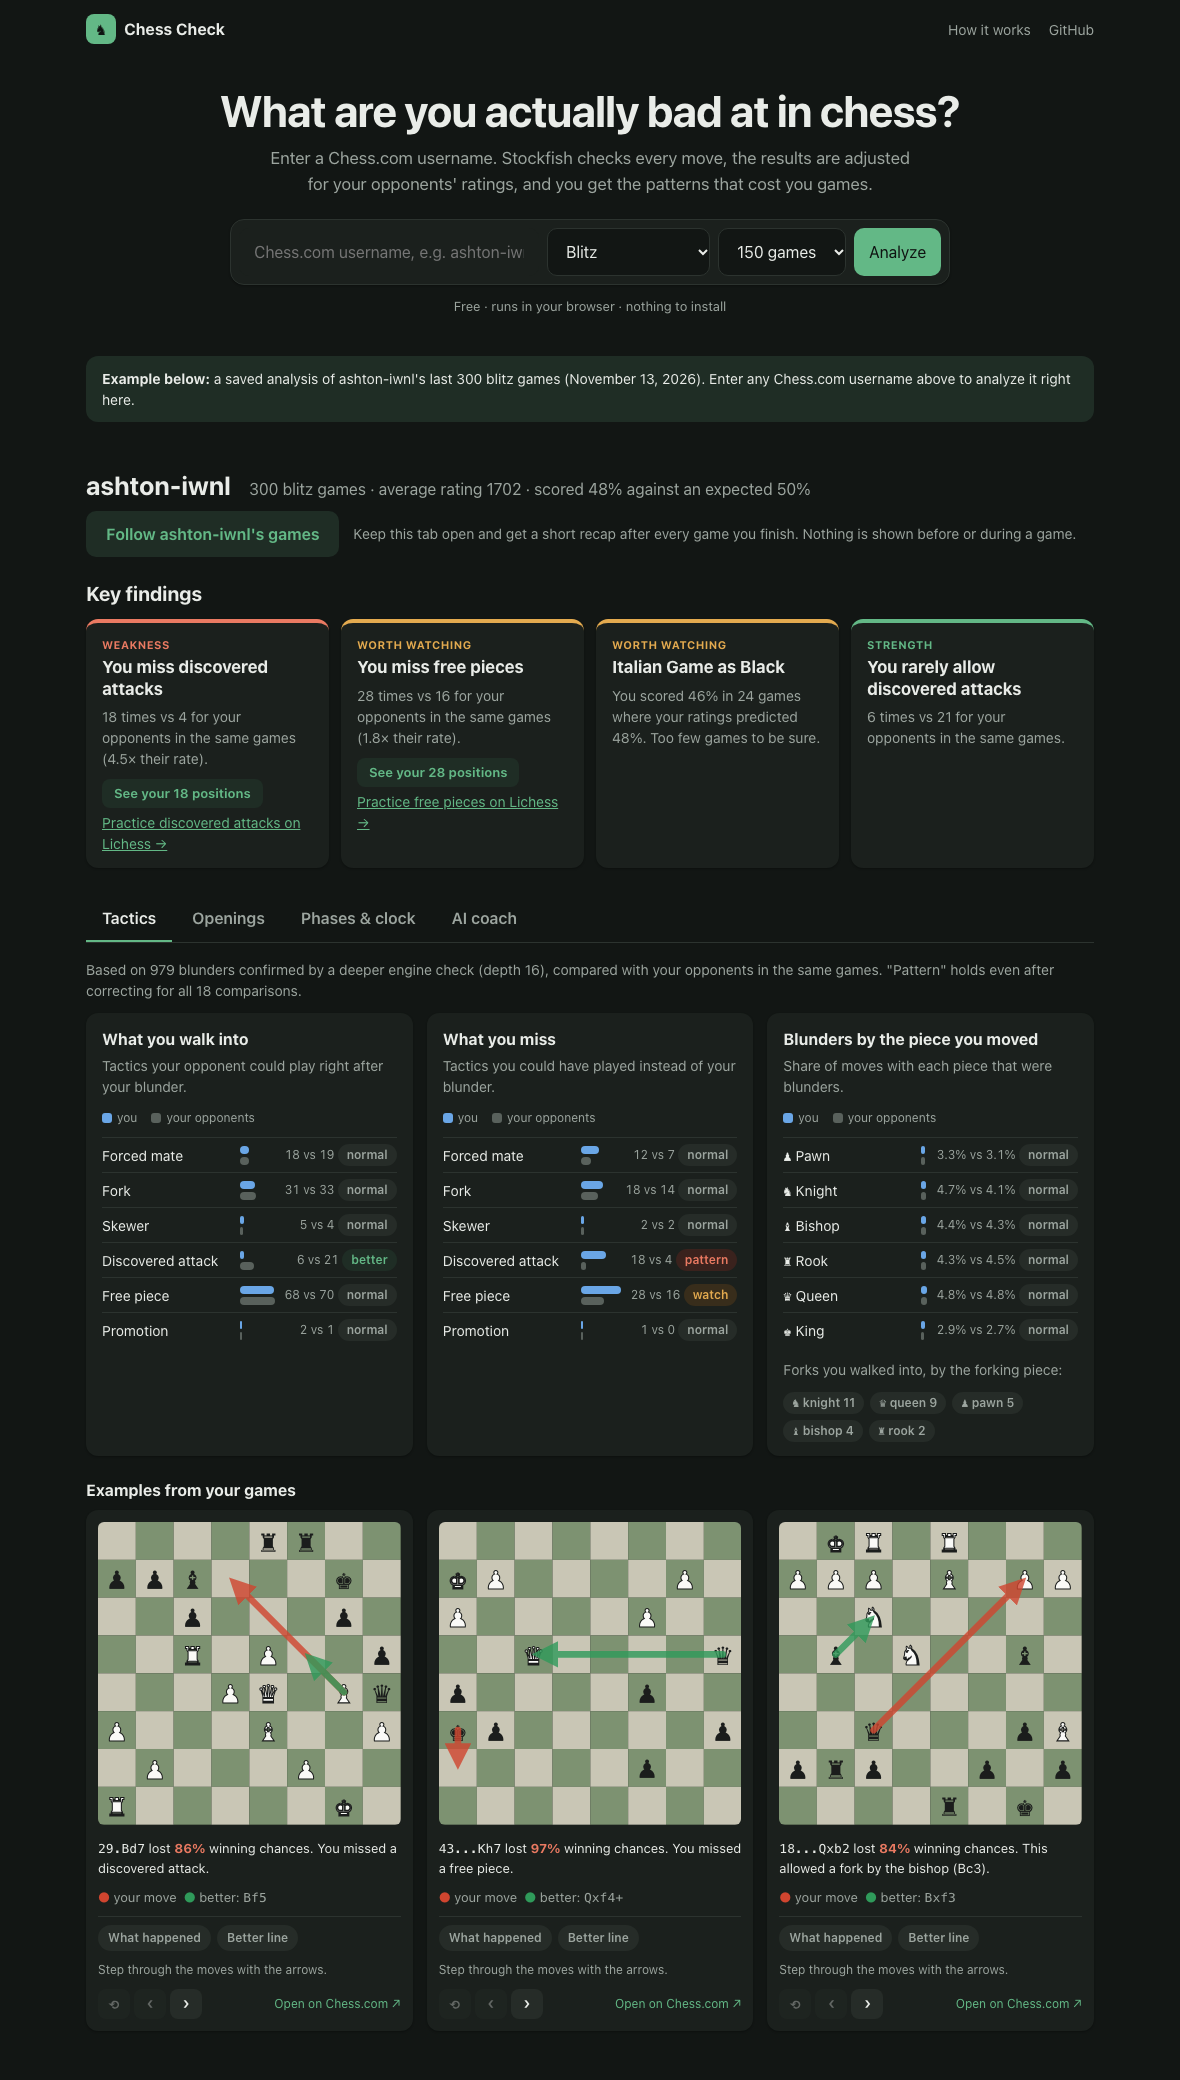 Chess Check
How it works
GitHub
What are you actually bad at in chess?
Enter a Chess.com username. Stockfish checks every move, the results are adjusted
for your opponents' ratings, and you get the patterns that cost you games.
Chess.com username, e.g. ashton-iw
Blitz
150 games
Analyze
Free · runs in your browser · nothing to install
Example below: a saved analysis of ashton-iwnl's last 300 blitz games (November 13, 2026). Enter any Chess.com username above to analyze it right
here.
ashton-iwnl
300 blitz games · average rating 1702 · scored 48% against an expected 50%
Follow ashton-iwnl's games
Keep this tab open and get a short recap after every game you finish. Nothing is shown before or during a game.
Key findings
WEAKNESS
You miss discovered
attacks
18 times vs 4 for your
opponents in the same games
(4.5× their rate).
See your 18 positions
Practice discovered attacks on
Lichess →
WORTH WATCHING
You miss free pieces
28 times vs 16 for your
opponents in the same games
(1.8× their rate).
See your 28 positions
Practice free pieces on Lichess
→
WORTH WATCHING
Italian Game as Black
You scored 46% in 24 games
where your ratings predicted
48%. Too few games to be sure.
STRENGTH
You rarely allow
discovered attacks
6 times vs 21 for your
opponents in the same games.
Tactics
Openings
Phases & clock
AI coach
Based on 979 blunders confirmed by a deeper engine check (depth 16), compared with your opponents in the same games. "Pattern" holds even after
correcting for all 18 comparisons.
What you walk into
Tactics your opponent could play right after
your blunder.
you your opponents
Forced mate 18 vs 19 normal
Fork 31 vs 33 normal
Skewer 5 vs 4 normal
Discovered attack 6 vs 21 better
Free piece 68 vs 70 normal
Promotion 2 vs 1 normal
What you miss
Tactics you could have played instead of your
blunder.
you your opponents
Forced mate 12 vs 7 normal
Fork 18 vs 14 normal
Skewer 2 vs 2 normal
Discovered attack 18 vs 4 pattern
Free piece 28 vs 16 watch
Promotion 1 vs 0 normal
Blunders by the piece you moved
Share of moves with each piece that were
blunders.
you your opponents
♟ Pawn 3.3% vs 3.1% normal
♞ Knight 4.7% vs 4.1% normal
♝ Bishop 4.4% vs 4.3% normal
♜ Rook 4.3% vs 4.5% normal
♛ Queen 4.8% vs 4.8% normal
♚ King 2.9% vs 2.7% normal
Forks you walked into, by the forking piece:
♞ knight 11 ♛ queen 9 ♟ pawn 5
♝ bishop 4 ♜ rook 2
Examples from your games
29.Bd7 lost 86% winning chances. You missed a
discovered attack.
your move better: Bf5
What happened Better line
Step through the moves with the arrows.
Open on Chess.com ↗
43...Kh7 lost 97% winning chances. You missed
a free piece.
your move better: Qxf4+
What happened Better line
Step through the moves with the arrows.
Open on Chess.com ↗
18...Qxb2 lost 84% winning chances. This
allowed a fork by the bishop (Bc3).
your move better: Bxf3
What happened Better line
Step through the moves with the arrows.
Open on Chess.com ↗